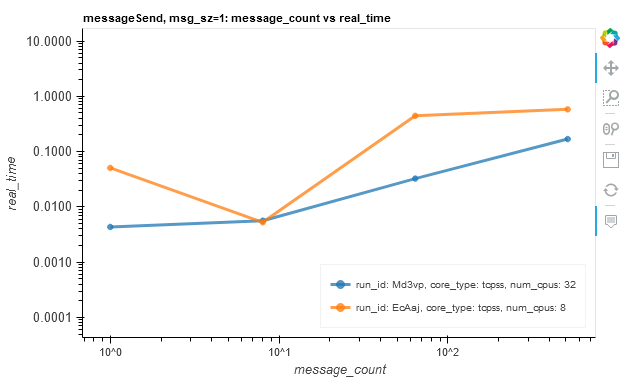 messageSend, msg_sz=1: message_count vs real_time
10.0000
1.0000
0.1000
0.0100
0.0010
0.0001
real_time
run_id: Md3vp, core_type: tcpss, num_cpus: 32
run_id: EcAaj, core_type: tcpss, num_cpus: 8
10^0
10^1
10^2
message_count